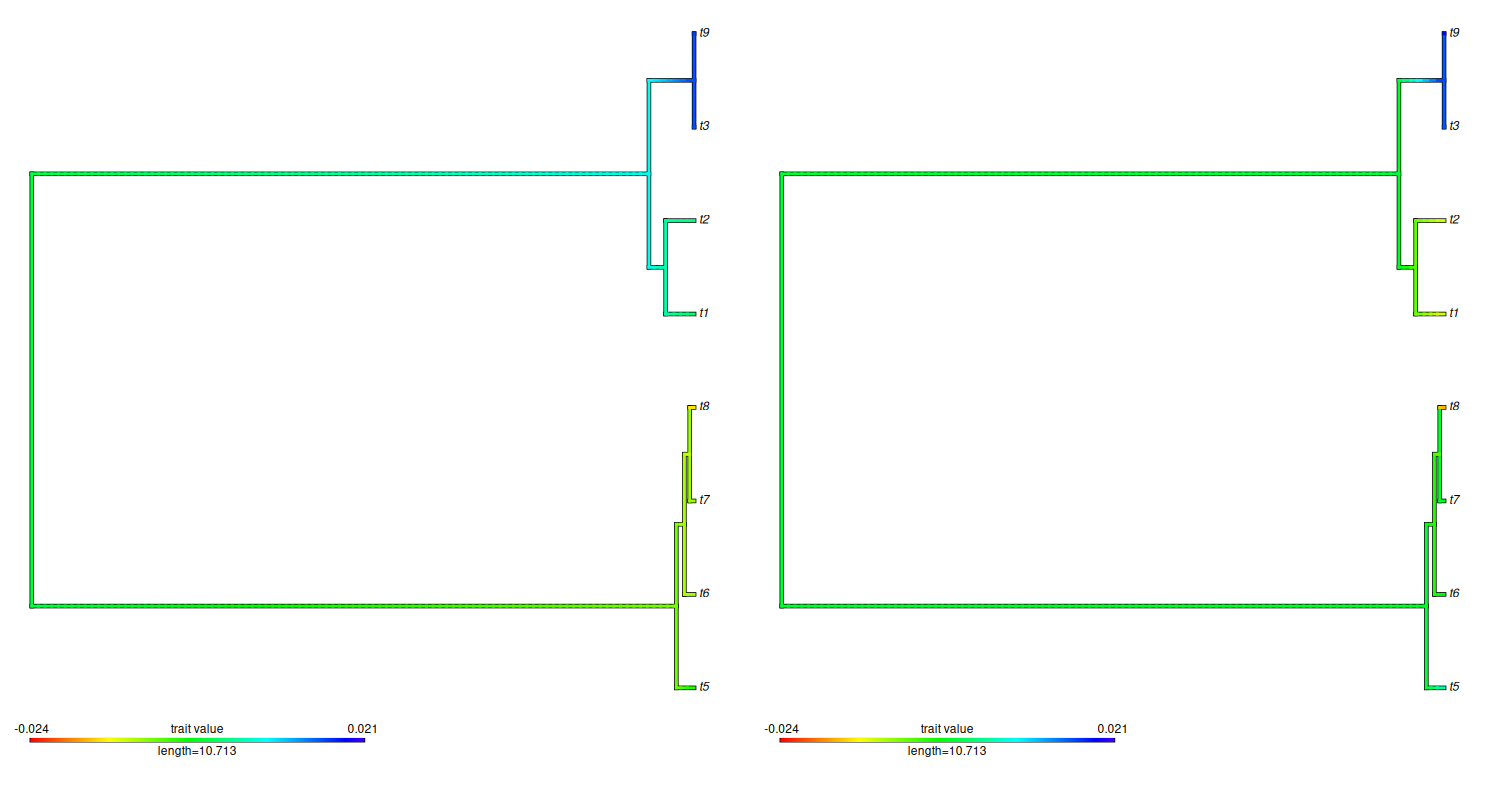 t9
t3
t2
t1
t8
t7
t6
t5
-0.024 trait value 0.021
length=10.713
t9
t3
t2
t1
t8
t7
t6
t5
-0.024 trait value 0.021
length=10.713